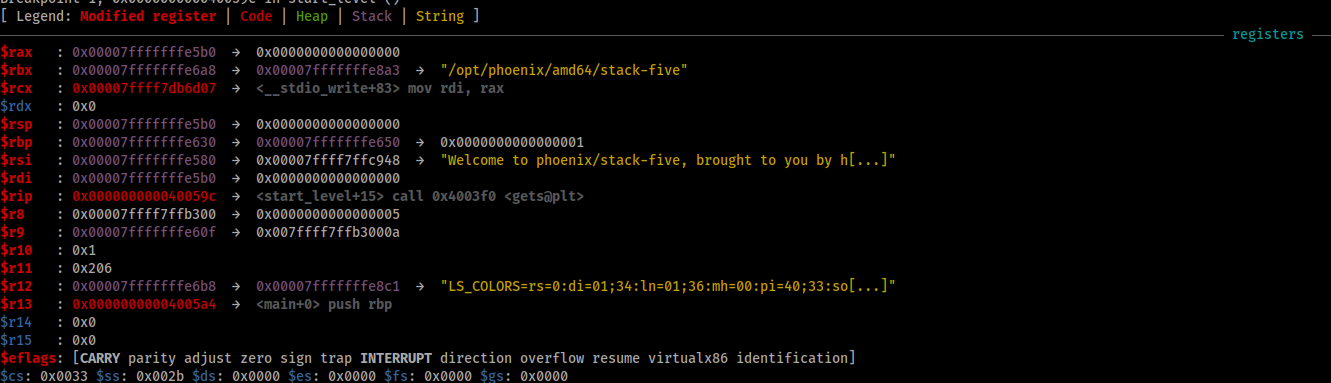 Breakpoint 1, 0x000000000040059c in start_level ()
[ Legend: Modified register | Code | Heap | Stack | String ]
registers
$rax   : 0x00007fffffffe5b0  →  0x0000000000000000
$rbx   : 0x00007fffffffe6a8  →  0x00007fffffffe8a3  →  "/opt/phoenix/amd64/stack-five"
$rcx   : 0x00007ffff7db6d07  →  <__stdio_write+83> mov rdi, rax
$rdx   : 0x0
$rsp   : 0x00007fffffffe5b0  →  0x0000000000000000
$rbp   : 0x00007fffffffe630  →  0x00007fffffffe650  →  0x0000000000000001
$rsi   : 0x00007fffffffe580  →  0x00007ffff7ffc948  →  "Welcome to phoenix/stack-five, brought to you by h[...]"
$rdi   : 0x00007fffffffe5b0  →  0x0000000000000000
$rip   : 0x000000000040059c  →  <start_level+15> call 0x4003f0 <gets@plt>
$r8    : 0x00007ffff7ffb300  →  0x0000000000000005
$r9    : 0x00007fffffffe60f  →  0x007ffff7ffb3000a
$r10   : 0x1
$r11   : 0x206
$r12   : 0x00007fffffffe6b8  →  0x00007fffffffe8c1  →  "LS_COLORS=rs=0:di=01;34:ln=01;36:mh=00:pi=40;33:so[...]"
$r13   : 0x00000000004005a4  →  <main+0> push rbp
$r14   : 0x0
$r15   : 0x0
$eflags: [CARRY parity adjust zero sign trap INTERRUPT direction overflow resume virtualx86 identification]
$cs: 0x0033 $ss: 0x002b $ds: 0x0000 $es: 0x0000 $fs: 0x0000 $gs: 0x0000